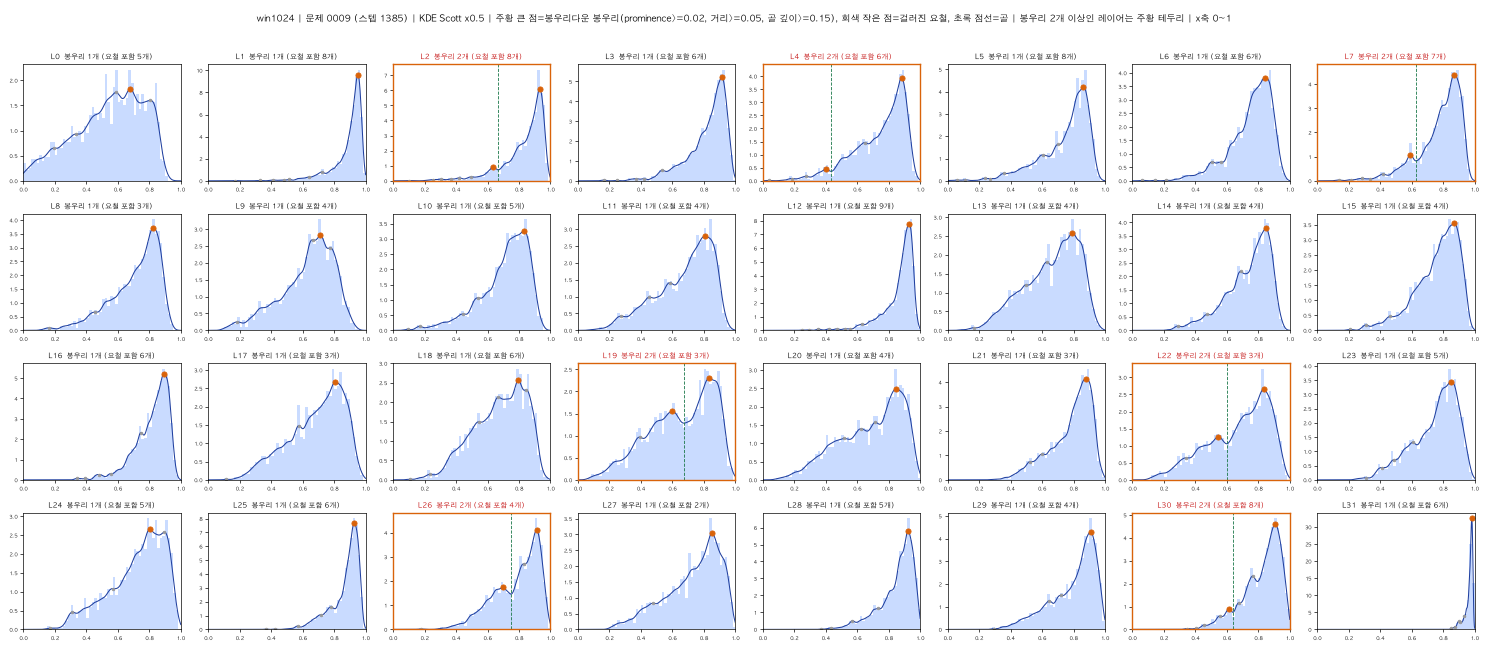 win1024 | 문제 0009 (스텝 1385) | KDE Scott x0.5 | 주황 큰 점=봉우리다운 봉우리(prominence>=0.02, 거리>=0.05, 골 깊이>=0.15), 회색 작은 점=걸러진 요철, 초록 점선=골 | 봉우리 2개 이상인 레이어는 주황 테두리 | x축 0~1
L0 봉우리 1개 (요철 포함 5개)
L1 봉우리 1개 (요철 포함 8개)
L2 봉우리 2개 (요철 포함 8개)
L3 봉우리 1개 (요철 포함 6개)
L4 봉우리 2개 (요철 포함 6개)
L5 봉우리 1개 (요철 포함 8개)
L6 봉우리 1개 (요철 포함 6개)
L7 봉우리 2개 (요철 포함 7개)
L8 봉우리 1개 (요철 포함 3개)
L9 봉우리 1개 (요철 포함 4개)
L10 봉우리 1개 (요철 포함 5개)
L11 봉우리 1개 (요철 포함 4개)
L12 봉우리 1개 (요철 포함 9개)
L13 봉우리 1개 (요철 포함 4개)
L14 봉우리 1개 (요철 포함 4개)
L15 봉우리 1개 (요철 포함 4개)
L16 봉우리 1개 (요철 포함 6개)
L17 봉우리 1개 (요철 포함 3개)
L18 봉우리 1개 (요철 포함 6개)
L19 봉우리 2개 (요철 포함 3개)
L20 봉우리 1개 (요철 포함 4개)
L21 봉우리 1개 (요철 포함 3개)
L22 봉우리 2개 (요철 포함 3개)
L23 봉우리 1개 (요철 포함 5개)
L24 봉우리 1개 (요철 포함 5개)
L25 봉우리 1개 (요철 포함 6개)
L26 봉우리 2개 (요철 포함 4개)
L27 봉우리 1개 (요철 포함 2개)
L28 봉우리 1개 (요철 포함 5개)
L29 봉우리 1개 (요철 포함 4개)
L30 봉우리 2개 (요철 포함 8개)
L31 봉우리 1개 (요철 포함 6개)